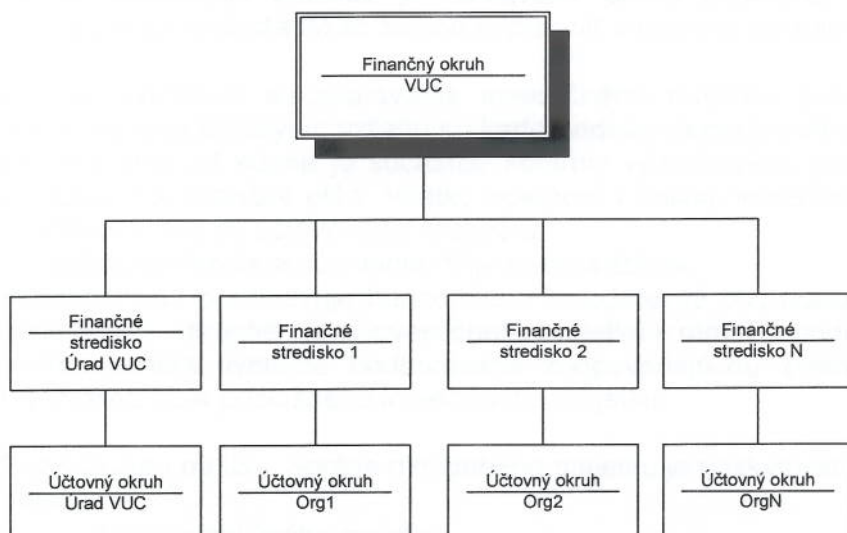 Finančný okruh
VUC
Finančné
stredisko
Úrad VUC
Finančné
stredisko 1
Finančné
stredisko 2
Finančné
stredisko N
Účtovný okruh
Úrad VUC
Účtovný okruh
Org1
Účtovný okruh
Org2
Účtovný okruh
OrgN